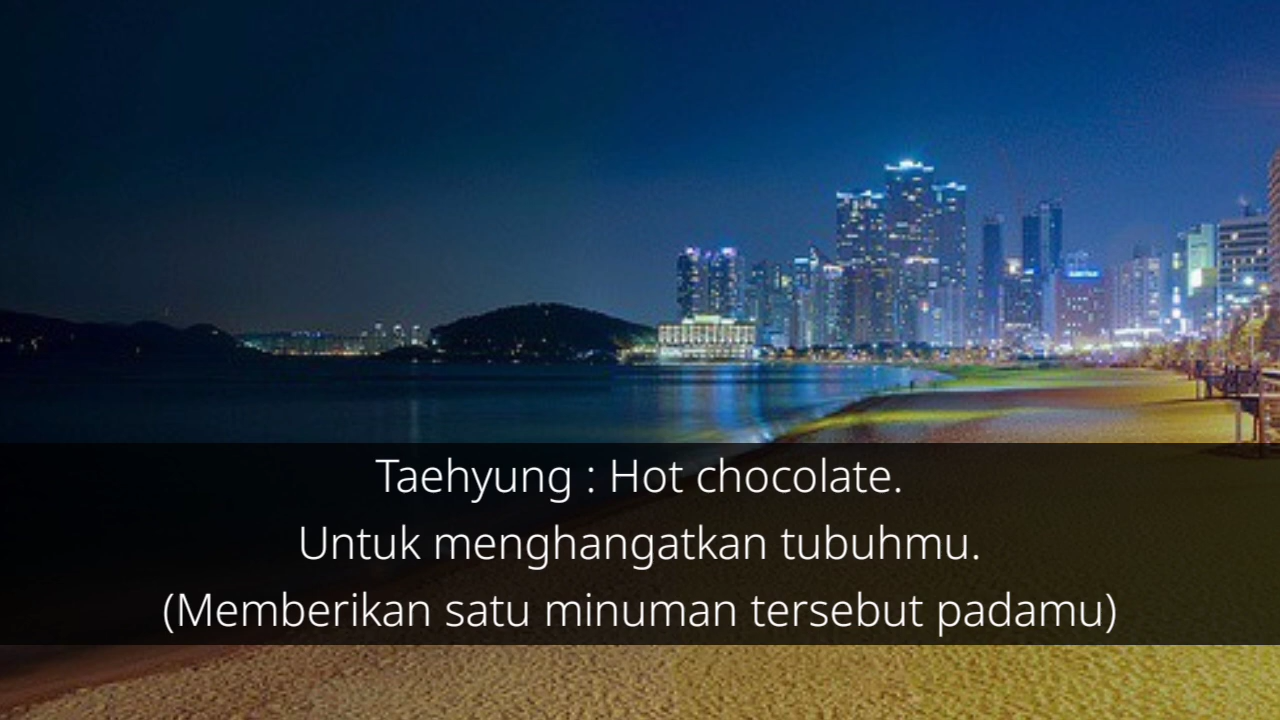 Taehyung : Hot chocolate.
Untuk menghangatkan tubuhmu.
(Memberikan satu minuman tersebut padamu)